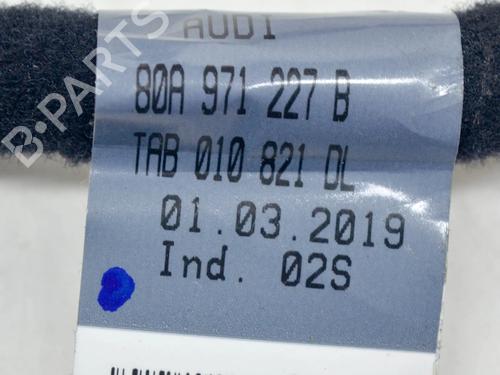 B-PARTS
AUDI
80A 971 227 B
TAB 010 821 DL
01.03.2019
Ind. 02S